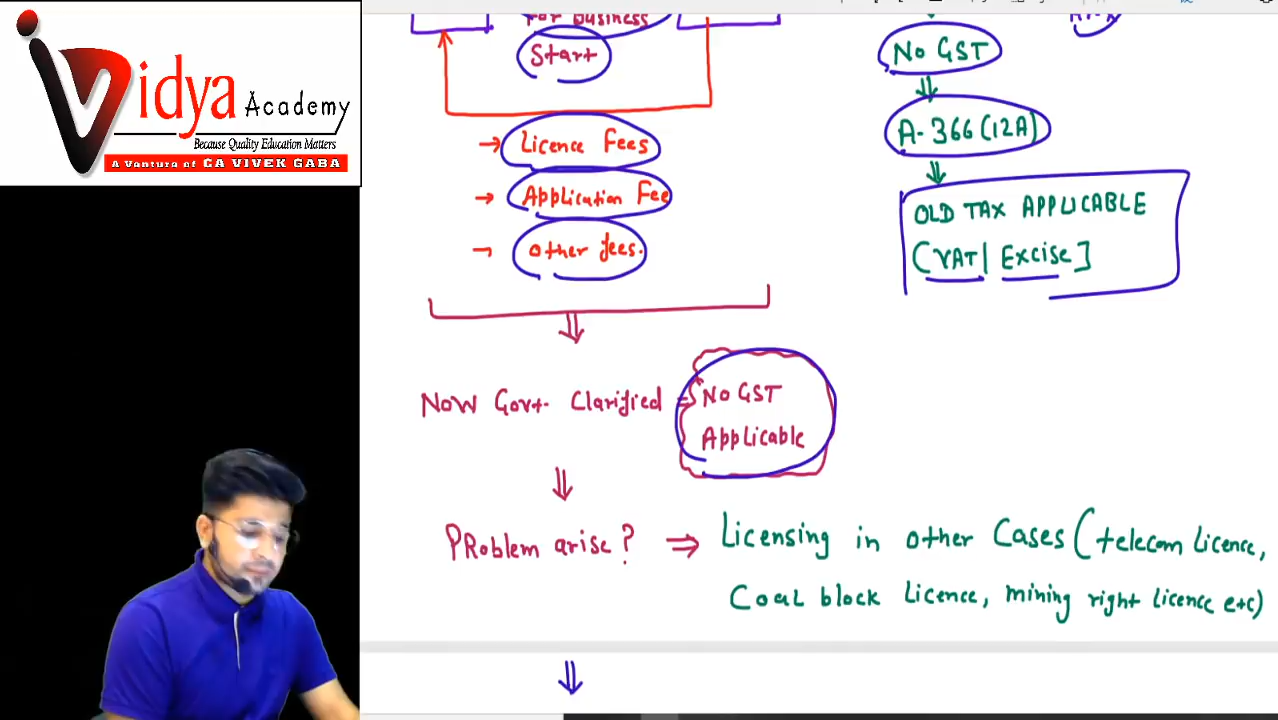 Vidya Academy
Because Quality Education Matters
A Ventura of CA VIVEK GABA
For Business
Start
→ Licence Fees
→ Application Fee
→ other fees.
NOW Govt. Clarified = No GST
Applicable
PRoblem arise? ⇒ Licensing in other Cases (telecom Licence,
Coal block Licence, mining right licence etc)
No GST
A-366(12A)
OLD TAX APPLICABLE
(VAT| Excise]